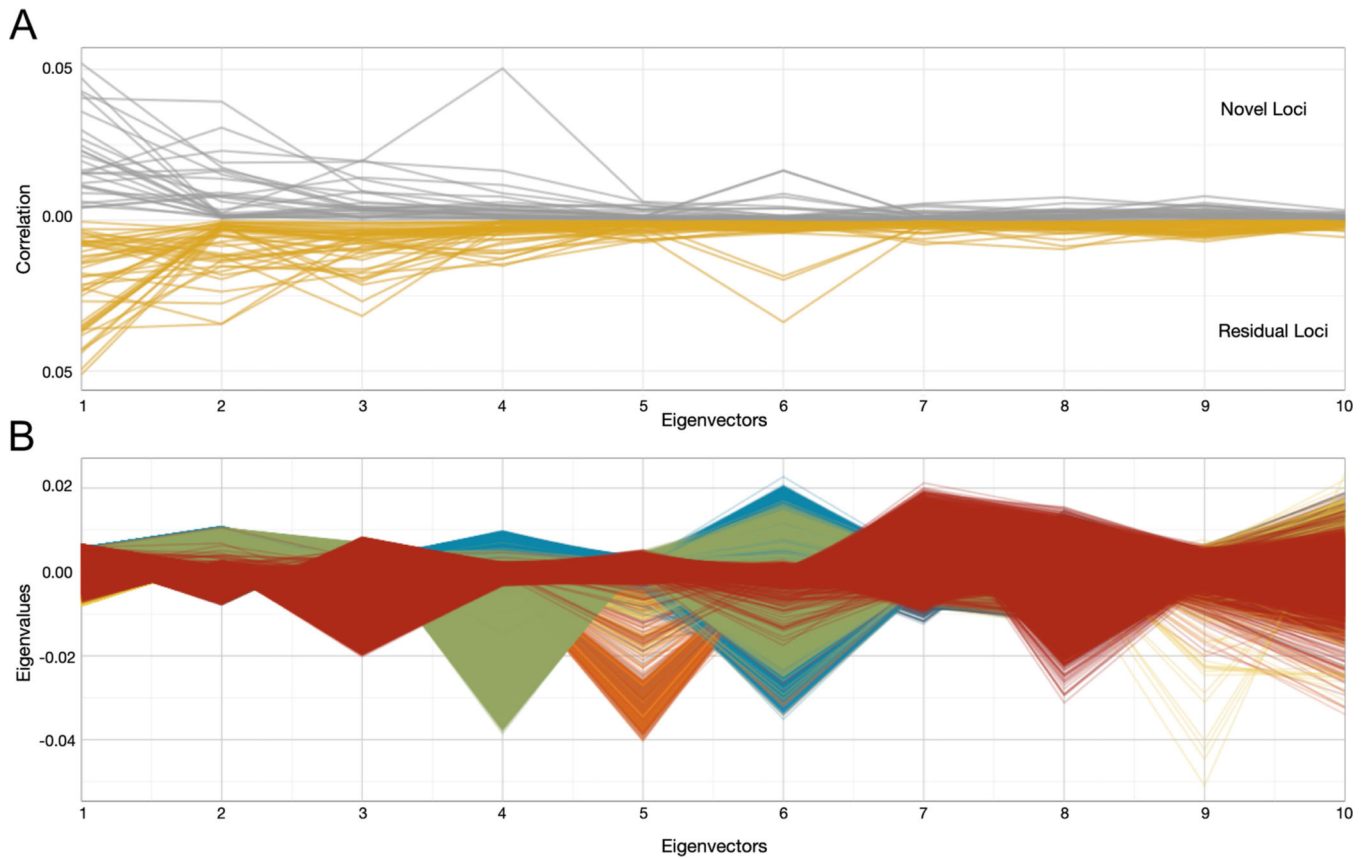 A
0.05
Novel Loci
0.00
Correlation
Residual Loci
0.05
1 2 3 4 5 6 7 8 9 10
Eigenvectors
B
0.02
0.00
Eigenvalues
-0.02
-0.04
1 2 3 4 5 6 7 8 9 10
Eigenvectors